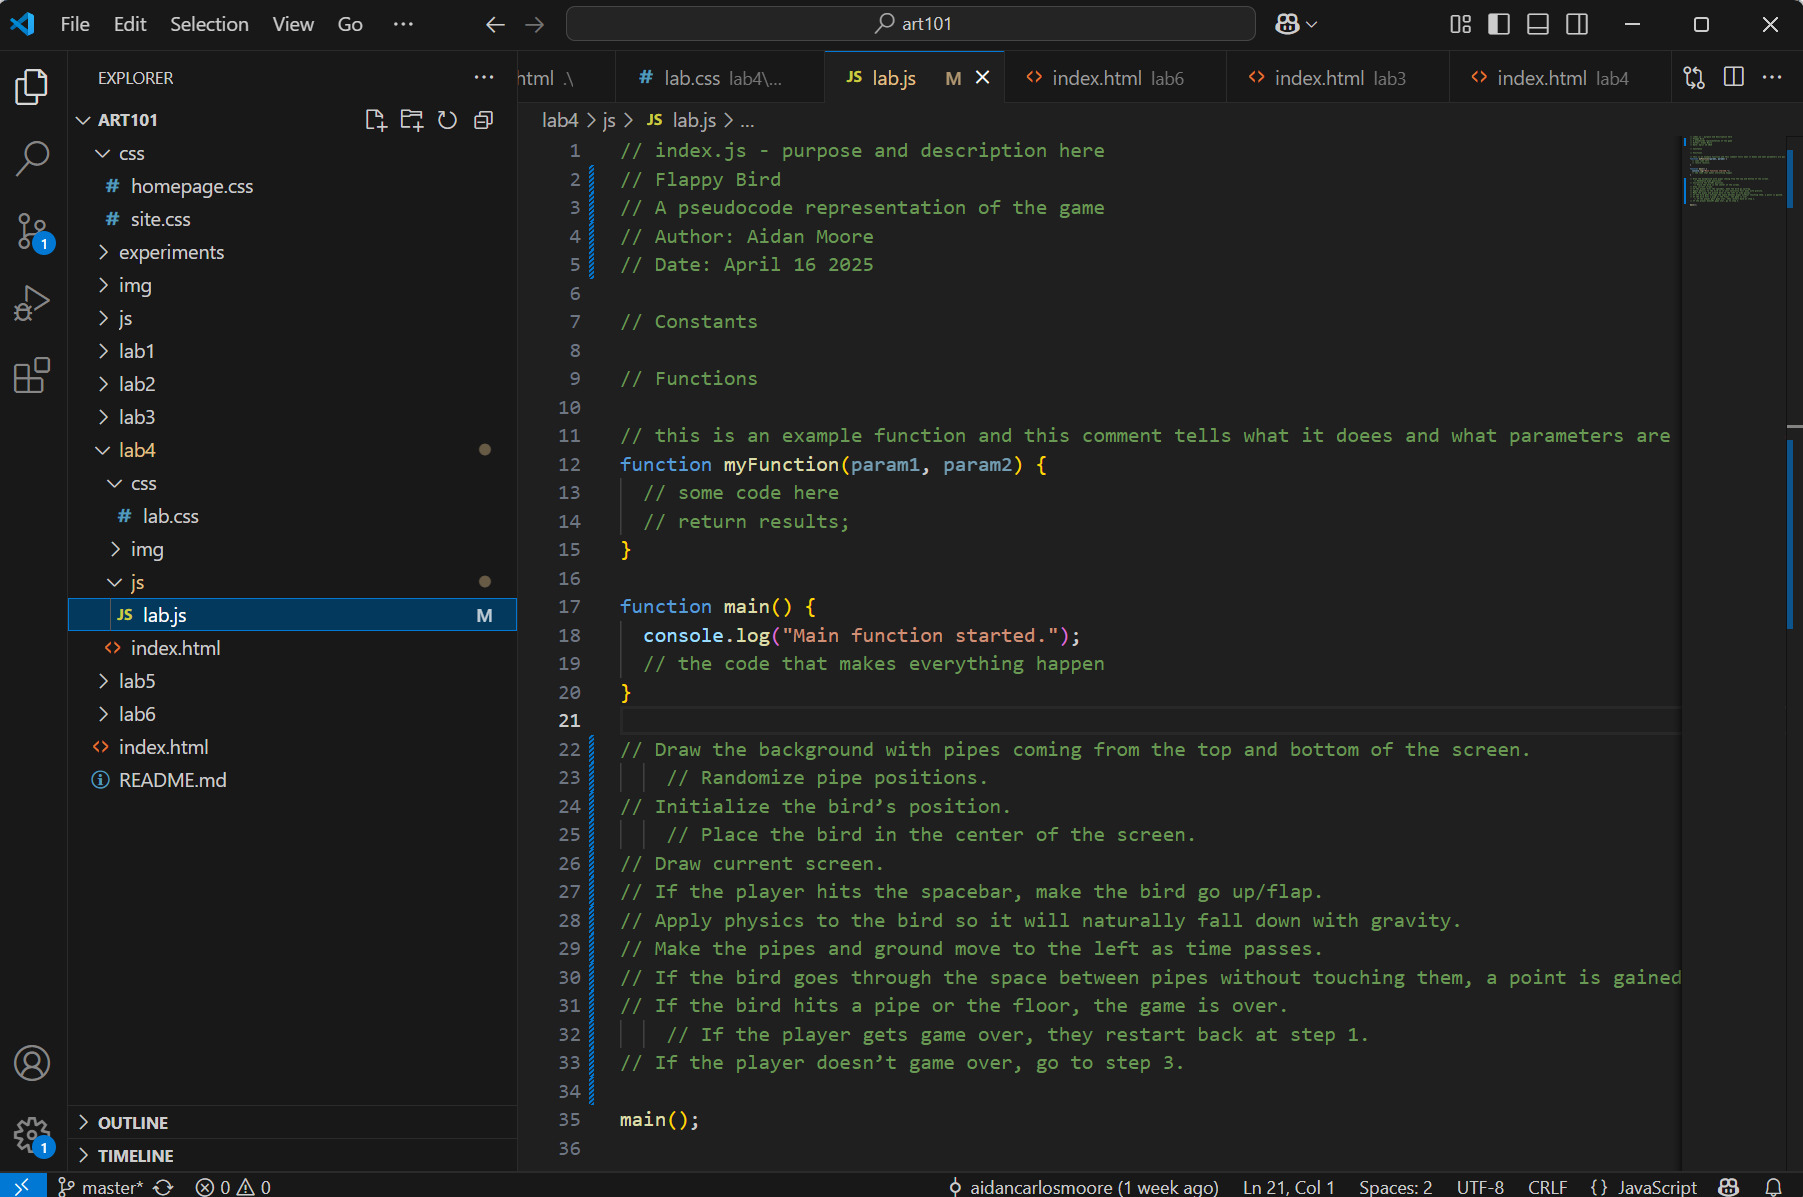 File Edit Selection View Go ··· art101
EXPLORER ···
ART101
css
# homepage.css
# site.css
experiments
img
js
lab1
lab2
lab3
lab4
css
# lab.css
img
js
JS lab.js M
<> index.html
lab5
lab6
<> index.html
README.md
OUTLINE
TIMELINE
1
1
html .\ # lab.css lab4\... JS lab.js M <> index.html lab6 <> index.html lab3 <> index.html lab4 ···
lab4 > js > JS lab.js > ...
1 // index.js - purpose and description here
2 // Flappy Bird
3 // A pseudocode representation of the game
4 // Author: Aidan Moore
5 // Date: April 16 2025
6
7 // Constants
8
9 // Functions
10
11 // this is an example function and this comment tells what it doees and what parameters are
12 function myFunction(param1, param2) {
13 // some code here
14 // return results;
15 }
16
17 function main() {
18 console.log("Main function started.");
19 // the code that makes everything happen
20 }
21
22 // Draw the background with pipes coming from the top and bottom of the screen.
23 // Randomize pipe positions.
24 // Initialize the bird’s position.
25 // Place the bird in the center of the screen.
26 // Draw current screen.
27 // If the player hits the spacebar, make the bird go up/flap.
28 // Apply physics to the bird so it will naturally fall down with gravity.
29 // Make the pipes and ground move to the left as time passes.
30 // If the bird goes through the space between pipes without touching them, a point is gained
31 // If the bird hits a pipe or the floor, the game is over.
32 // If the player gets game over, they restart back at step 1.
33 // If the player doesn’t game over, go to step 3.
34
35 main();
36
master* 0 0 aidancarlosmoore (1 week ago) Ln 21, Col 1 Spaces: 2 UTF-8 CRLF {} JavaScript